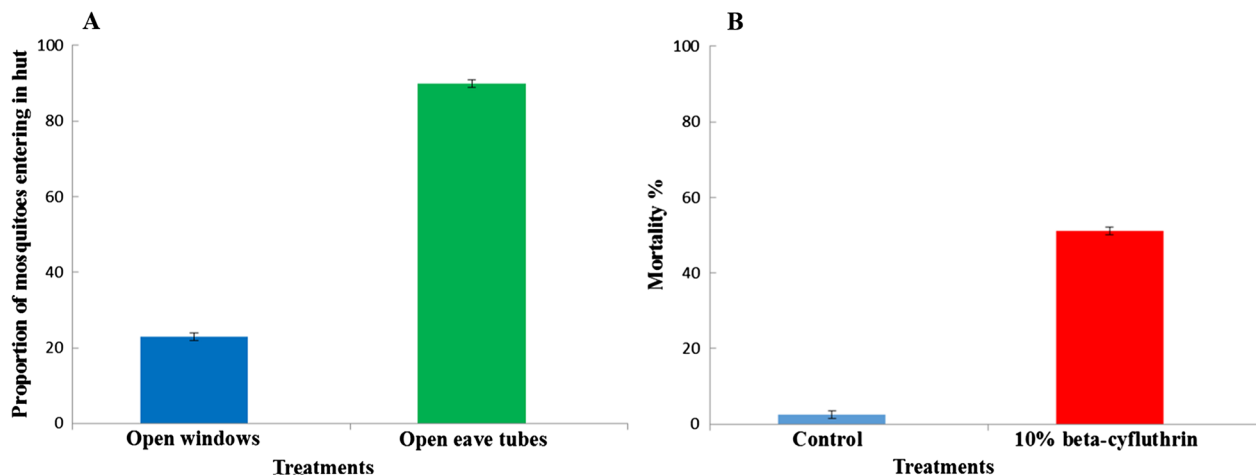 A
Proportion of mosquitoes entering in hut
100
80
60
40
20
0
Open windows
Open eave tubes
Treatments
B
Mortality %
100
80
60
40
20
0
Control
10% beta-cyfluthrin
Treatments